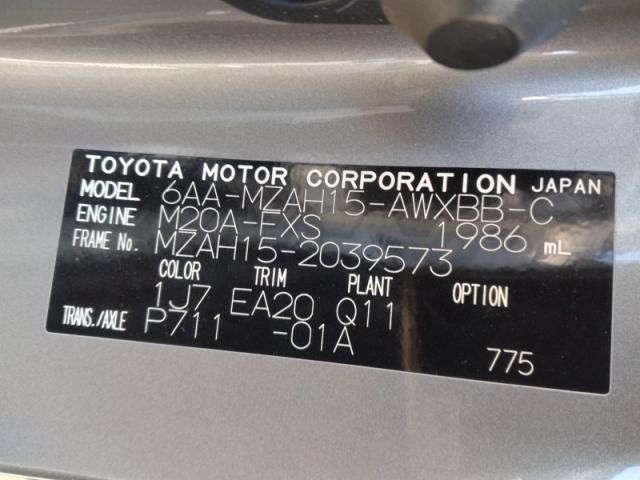 TOYOTA MOTOR CORPORATION JAPAN
MODEL 6AA-MZAH15-AWXBB-C
ENGINE M20A-FXS 1986 mL
FRAME No. MZAH15-2039573
COLOR TRIM PLANT OPTION
1J7 EA20 Q11
TRANS./AXLE P711 -01A
775